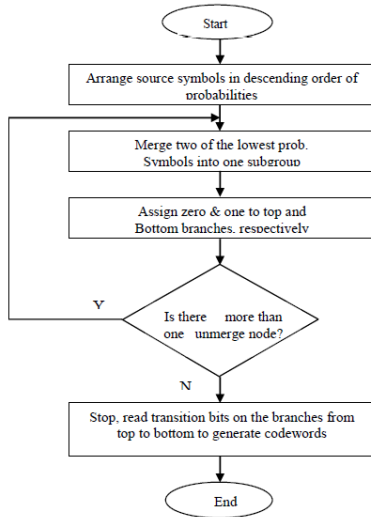 Start
Arrange source symbols in descending order of
probabilities
Merge two of the lowest prob.
Symbols into one subgroup
Assign zero & one to top and
Bottom branches, respectively
Is there more than
one unmerge node?
Y
N
Stop, read transition bits on the branches from
top to bottom to generate codewords
End